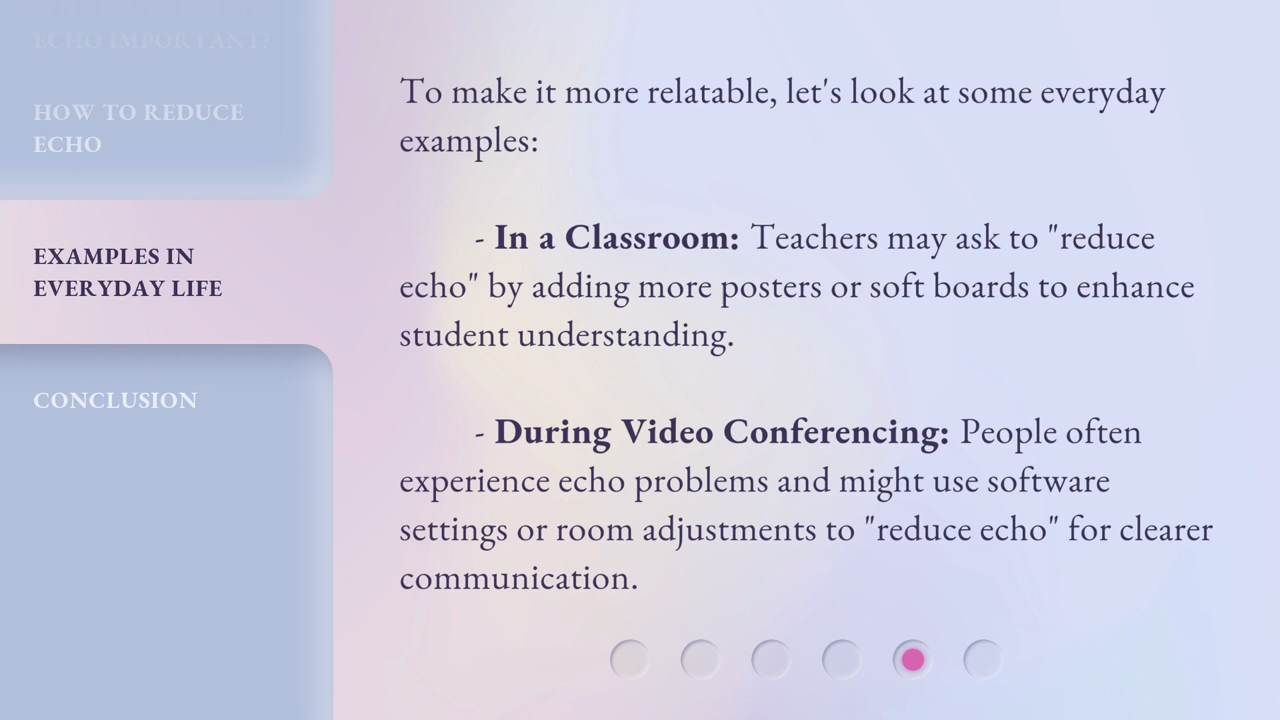 ECHO IMPORTANT?
HOW TO REDUCE
ECHO
EXAMPLES IN
EVERYDAY LIFE
CONCLUSION
To make it more relatable, let's look at some everyday
examples:
- In a Classroom: Teachers may ask to "reduce
echo" by adding more posters or soft boards to enhance
student understanding.
- During Video Conferencing: People often
experience echo problems and might use software
settings or room adjustments to "reduce echo" for clearer
communication.